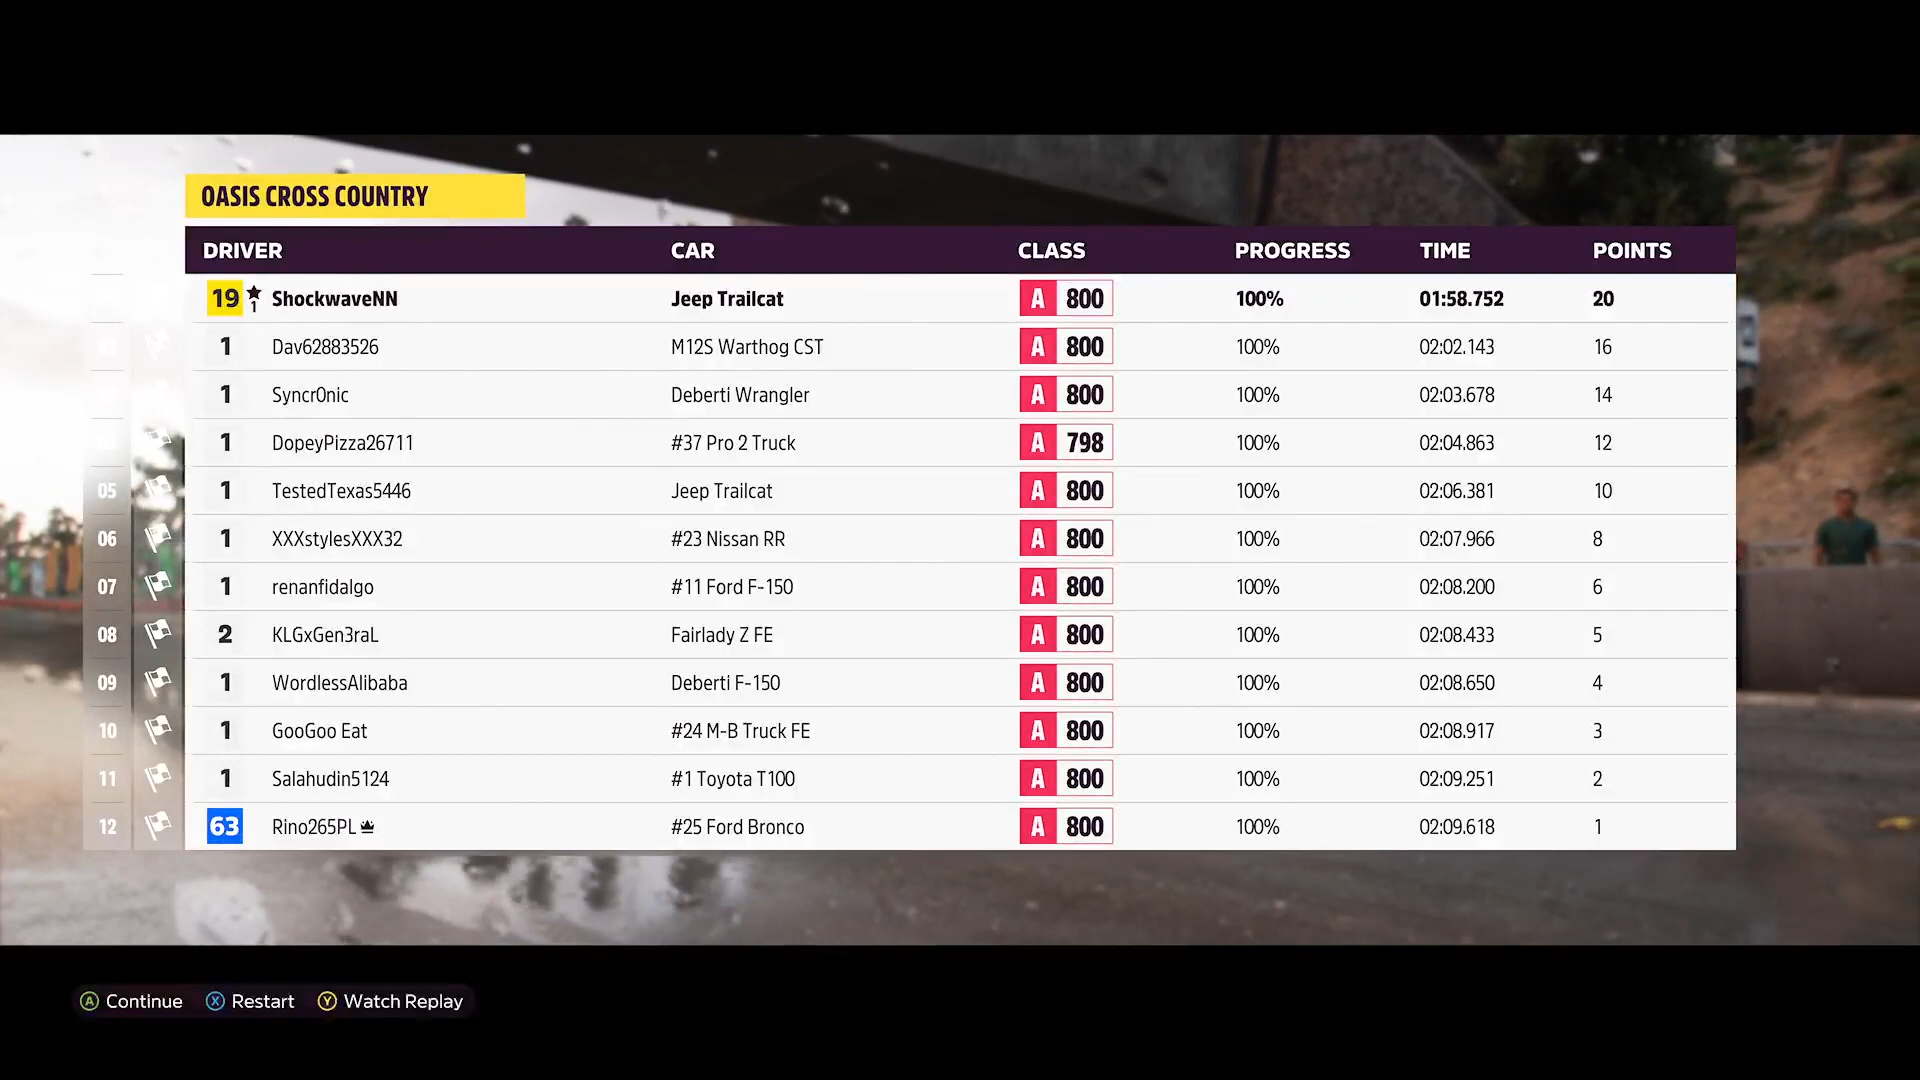 OASIS CROSS COUNTRY
DRIVER CAR CLASS PROGRESS TIME POINTS
19 1 ShockwaveNN Jeep Trailcat A 800 100% 01:58.752 20
1 Dav62883526 M12S Warthog CST A 800 100% 02:02.143 16
1 Syncr0nic Deberti Wrangler A 800 100% 02:03.678 14
1 DopeyPizza26711 #37 Pro 2 Truck A 798 100% 02:04.863 12
05 1 TestedTexas5446 Jeep Trailcat A 800 100% 02:06.381 10
06 1 XXXstylesXXX32 #23 Nissan RR A 800 100% 02:07.966 8
07 1 renanfidalgo #11 Ford F-150 A 800 100% 02:08.200 6
08 2 KLGxGen3raL Fairlady Z FE A 800 100% 02:08.433 5
09 1 WordlessAlibaba Deberti F-150 A 800 100% 02:08.650 4
10 1 GooGoo Eat #24 M-B Truck FE A 800 100% 02:08.917 3
11 1 Salahudin5124 #1 Toyota T100 A 800 100% 02:09.251 2
12 63 Rino265PL #25 Ford Bronco A 800 100% 02:09.618 1
A Continue X Restart Y Watch Replay